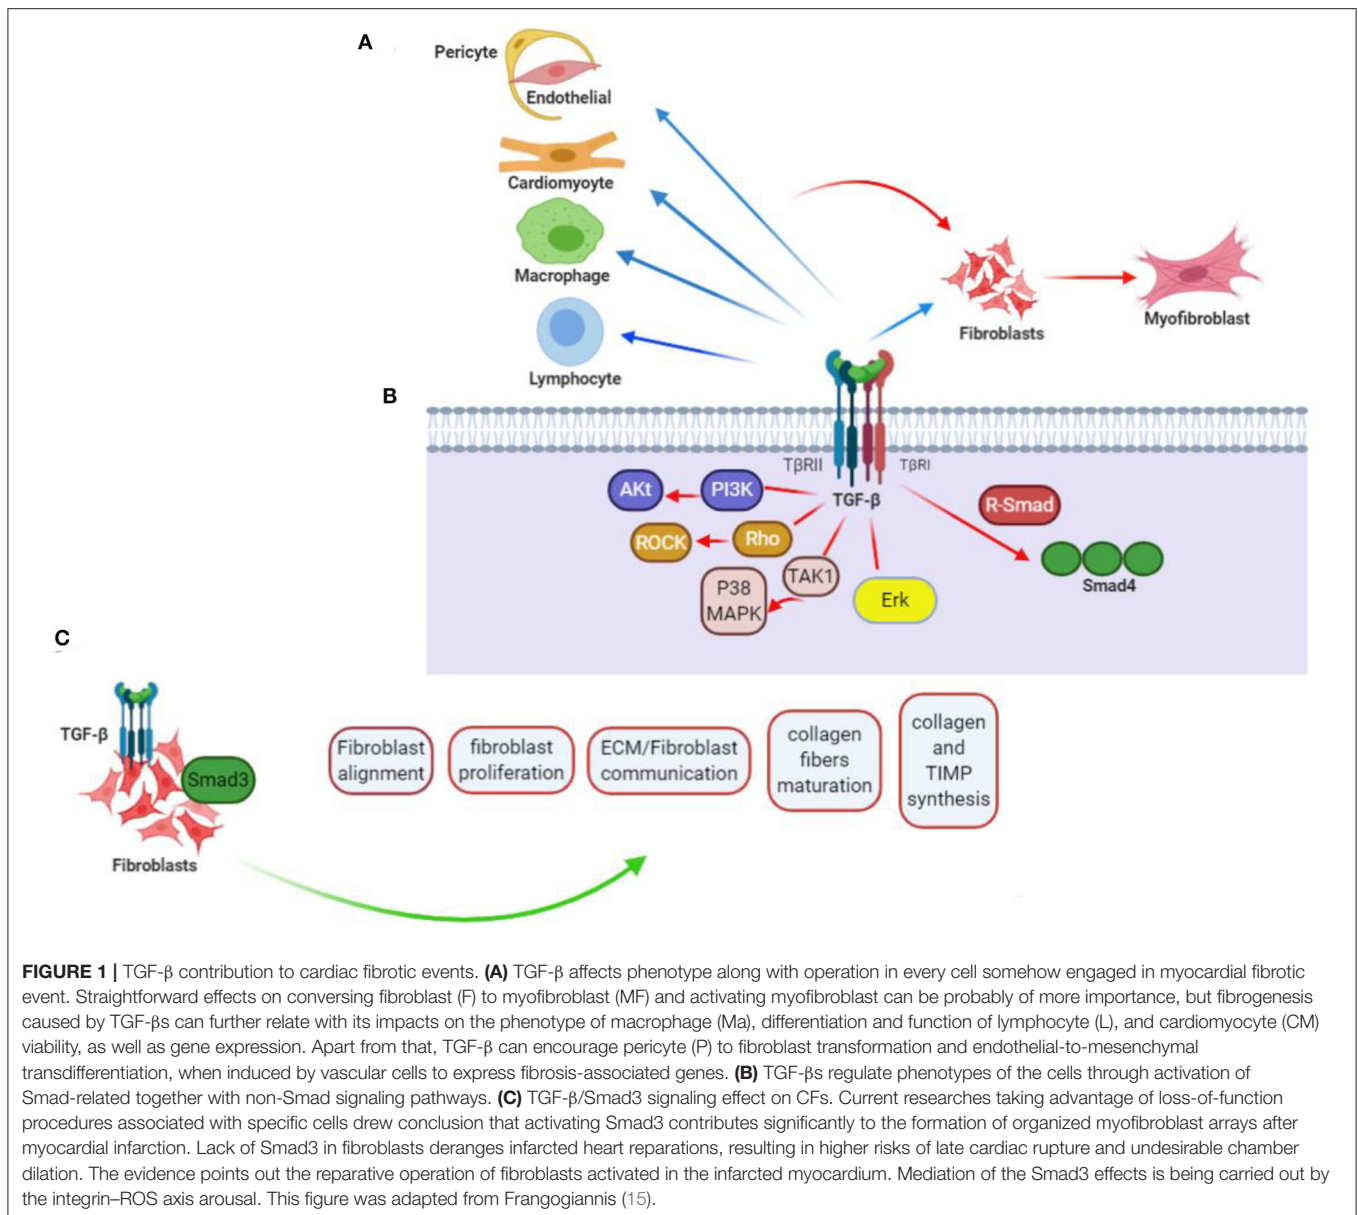 A
Pericyte
Endothelial
Cardiomyoyte
Macrophage
Lymphocyte
Fibroblasts
Myofibroblast
B
TβRII
TβRI
TGF-β
AKt
PI3K
ROCK
Rho
P38
MAPK
TAK1
Erk
R-Smad
Smad4
C
TGF-β
Smad3
Fibroblasts
Fibroblast
alignment
fibroblast
proliferation
ECM/Fibroblast
communication
collagen
fibers
maturation
collagen
and
TIMP
synthesis
FIGURE 1 | TGF-β contribution to cardiac fibrotic events. (A) TGF-β affects phenotype along with operation in every cell somehow engaged in myocardial fibrotic
event. Straightforward effects on conversing fibroblast (F) to myofibroblast (MF) and activating myofibroblast can be probably of more importance, but fibrogenesis
caused by TGF-βs can further relate with its impacts on the phenotype of macrophage (Ma), differentiation and function of lymphocyte (L), and cardiomyocyte (CM)
viability, as well as gene expression. Apart from that, TGF-β can encourage pericyte (P) to fibroblast transformation and endothelial-to-mesenchymal
transdifferentiation, when induced by vascular cells to express fibrosis-associated genes. (B) TGF-βs regulate phenotypes of the cells through activation of
Smad-related together with non-Smad signaling pathways. (C) TGF-β/Smad3 signaling effect on CFs. Current researches taking advantage of loss-of-function
procedures associated with specific cells drew conclusion that activating Smad3 contributes significantly to the formation of organized myofibroblast arrays after
myocardial infarction. Lack of Smad3 in fibroblasts deranges infarcted heart reparations, resulting in higher risks of late cardiac rupture and undesirable chamber
dilation. The evidence points out the reparative operation of fibroblasts activated in the infarcted myocardium. Mediation of the Smad3 effects is being carried out by
the integrin–ROS axis arousal. This figure was adapted from Frangogiannis (15).